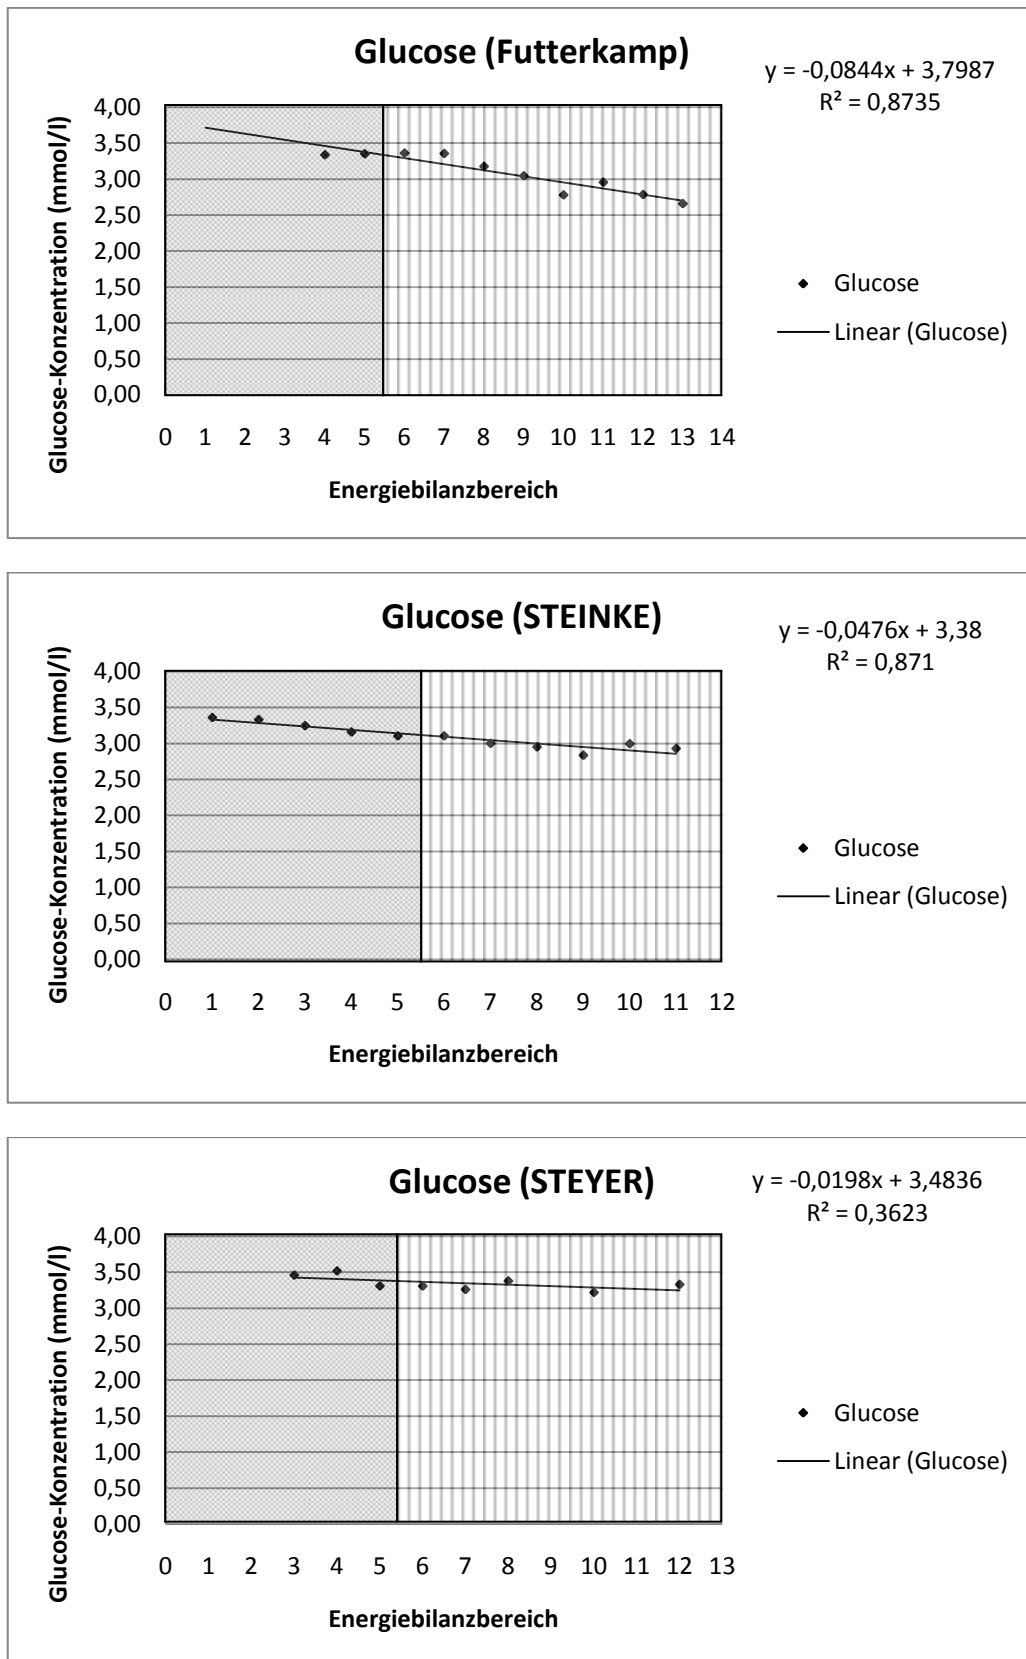 Glucose (Futterkamp)
y = -0,0844x + 3,7987
R² = 0,8735
Glucose-Konzentration (mmol/l)
4,00
3,50
3,00
2,50
2,00
1,50
1,00
0,50
0,00
0 1 2 3 4 5 6 7 8 9 10 11 12 13 14
Energiebilanzbereich
Glucose
Linear (Glucose)
Glucose (STEINKE)
y = -0,0476x + 3,38
R² = 0,871
Glucose-Konzentration (mmol/l)
4,00
3,50
3,00
2,50
2,00
1,50
1,00
0,50
0,00
0 1 2 3 4 5 6 7 8 9 10 11 12
Energiebilanzbereich
Glucose
Linear (Glucose)
Glucose (STEYER)
y = -0,0198x + 3,4836
R² = 0,3623
Glucose-Konzentration (mmol/l)
4,00
3,50
3,00
2,50
2,00
1,50
1,00
0,50
0,00
0 1 2 3 4 5 6 7 8 9 10 11 12 13
Energiebilanzbereich
Glucose
Linear (Glucose)